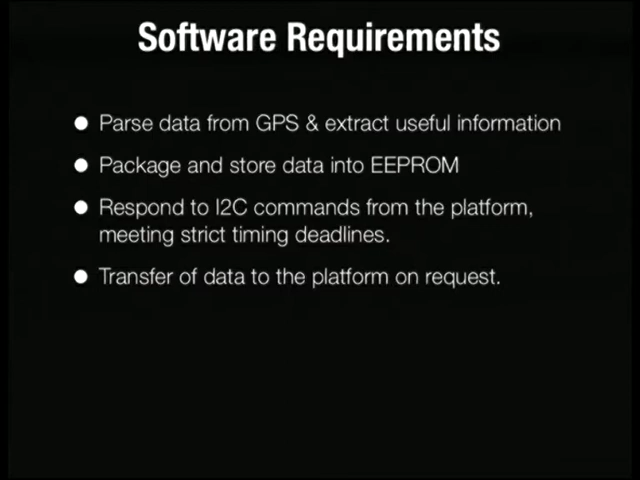 Software Requirements
● Parse data from GPS & extract useful information
● Package and store data into EEPROM
● Respond to I2C commands from the platform,
meeting strict timing deadlines.
● Transfer of data to the platform on request.